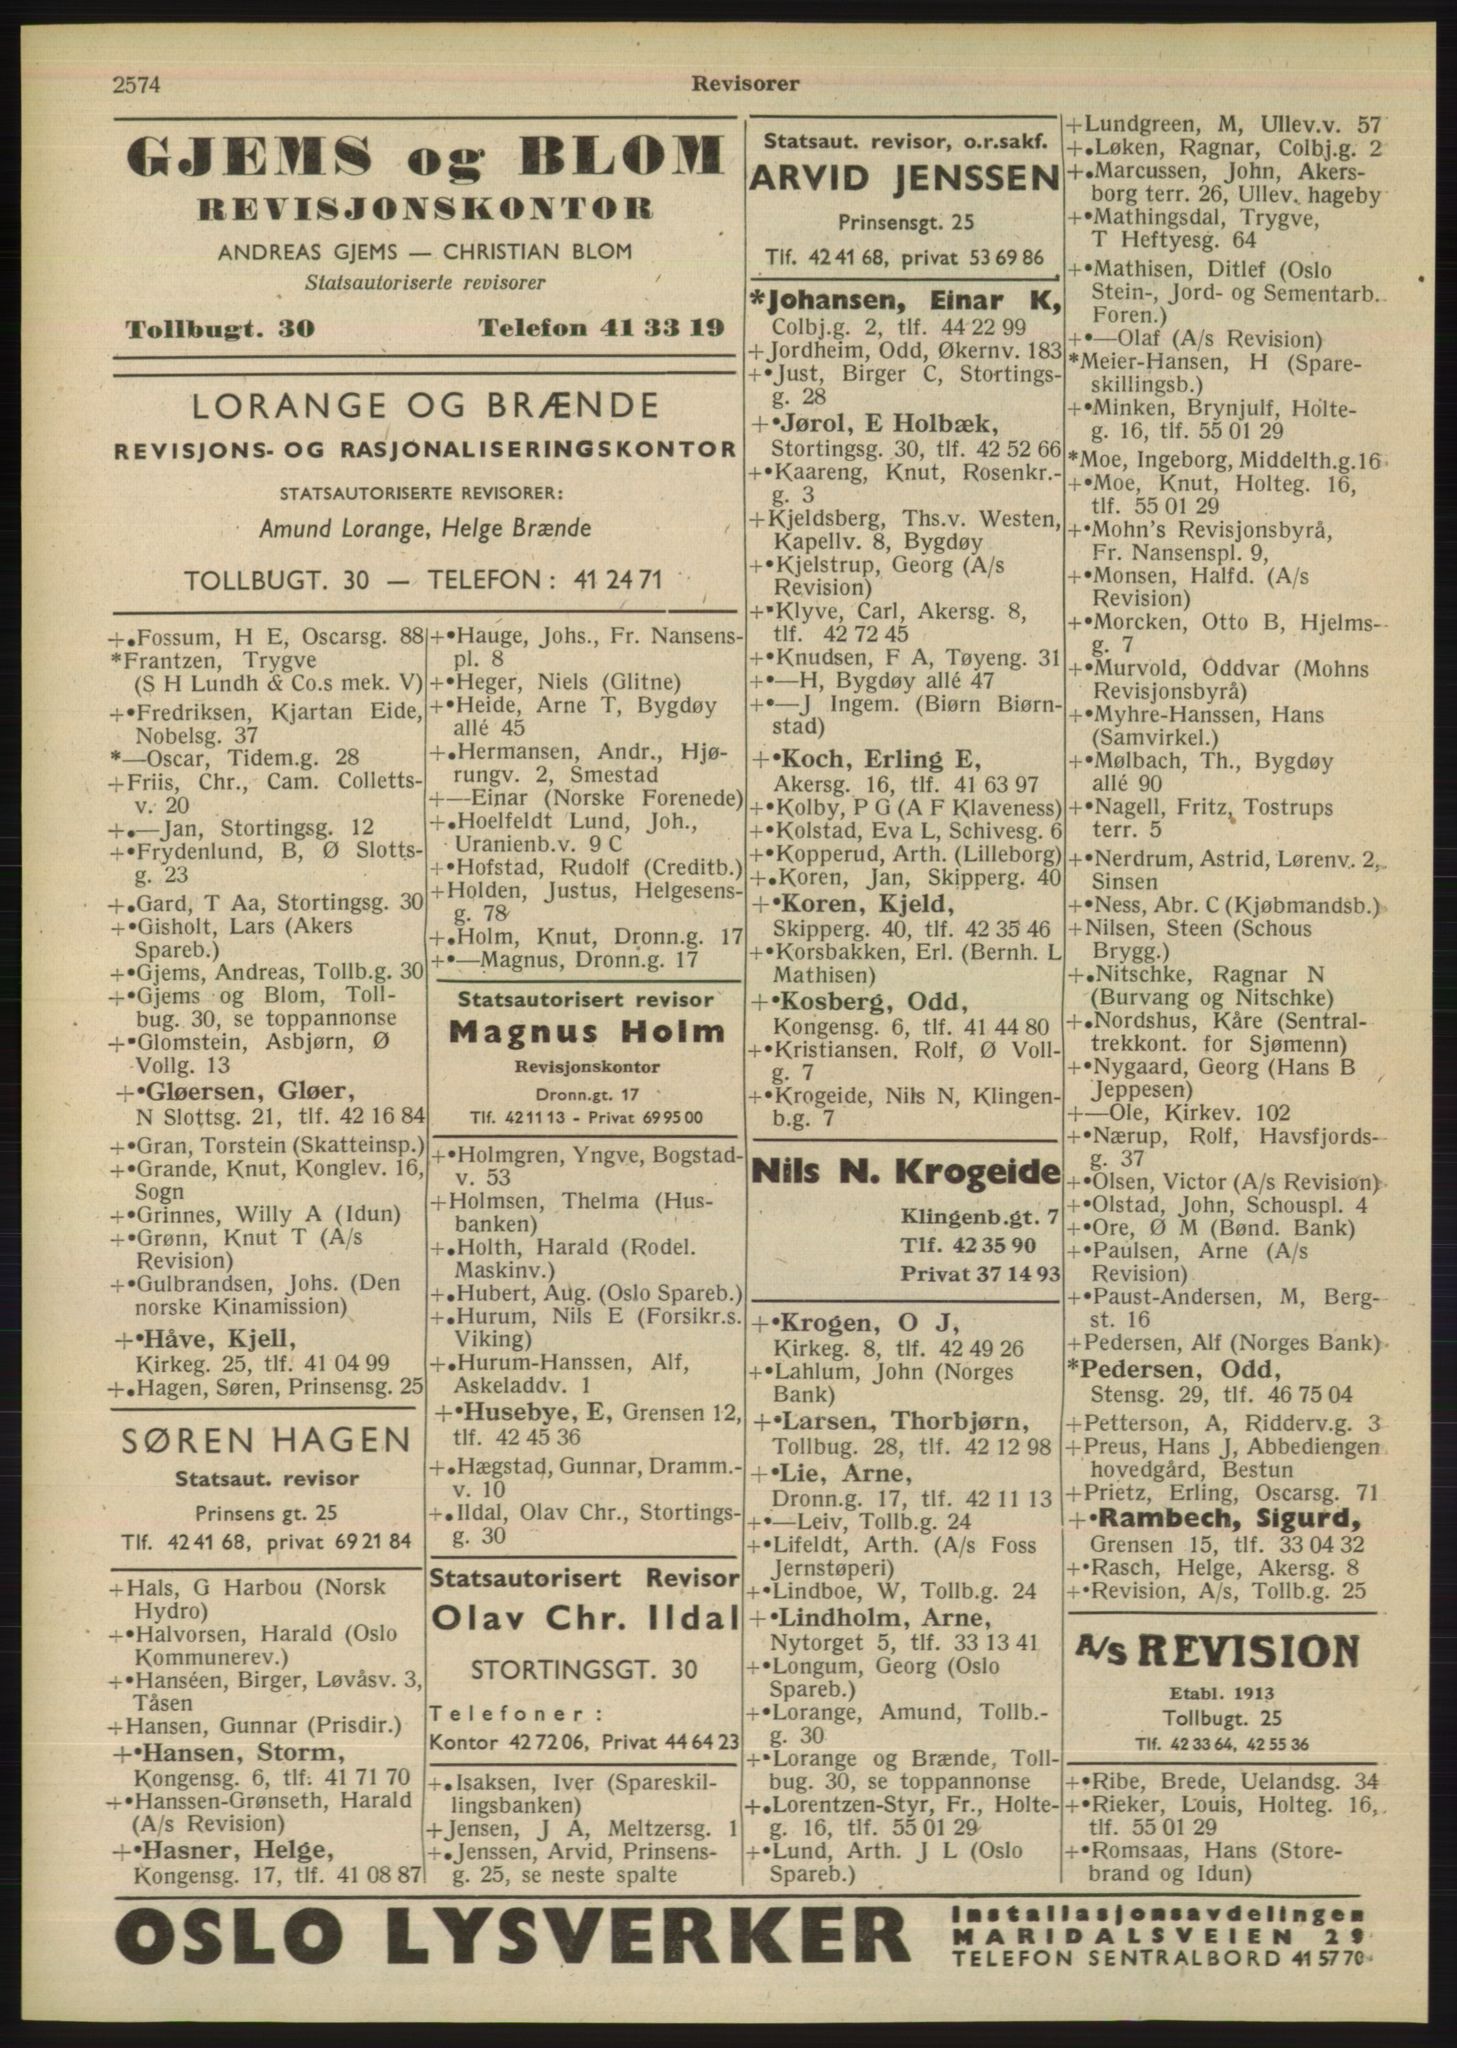 2574
Revisorer
GJEMS og BLOM
REVISJONSKONTOR
ANDREAS GJEMS — CHRISTIAN BLOM
Statsautoriserte revisorer
Tollbugt. 30 Telefon 41 33 19
LORANGE OG BRÆNDE
REVISJONS- OG RASJONALISERINGSKONTOR
STATSAUTORISERTE REVISORER:
Amund Lorange, Helge Brænde
TOLLBUGT. 30 — TELEFON: 41 24 71
+•Fossum, H E, Oscarsg. 88
*Frantzen, Trygve
(S H Lundh & Co.s mek. V)
+•Fredriksen, Kjartan Eide,
Nobelsg. 37
*—Oscar, Tidem.g. 28
+Friis, Chr., Cam. Colletts-
v. 20
+•—Jan, Stortingsg. 12
+•Frydenlund, B, Ø Slotts-
g. 23
+•Gard, T Aa, Stortingsg. 30
+•Gisholt, Lars (Akers
Spareb.)
+•Gjems, Andreas, Tollb.g. 30
+•Gjems og Blom, Toll-
bug. 30, se toppannonse
+•Glomstein, Asbjørn, Ø
Vollg. 13
+•Gløersen, Gløer,
N Slottsg. 21, tlf. 42 16 84
+•Gran, Torstein (Skatteinsp.)
+•Grande, Knut, Konglev. 16,
Sogn
+•Grinnes, Willy A (Idun)
+•Grønn, Knut T (A/s
Revision)
+•Gulbrandsen, Johs. (Den
norske Kinamission)
+•Håve, Kjell,
Kirkeg. 25, tlf. 41 04 99
+•Hagen, Søren, Prinsensg. 25
SØREN HAGEN
Statsaut. revisor
Prinsens gt. 25
Tlf. 42 41 68, privat 69 21 84
+Hals, G Harbou (Norsk
Hydro)
+•Halvorsen, Harald (Oslo
Kommunerev.)
+•Hanséen, Birger, Løvåsv. 3,
Tåsen
+Hansen, Gunnar (Prisdir.)
+•Hansen, Storm,
Kongensg. 6, tlf. 41 71 70
+•Hanssen-Grønseth, Harald
(A/s Revision)
+•Hasner, Helge,
Kongensg. 17, tlf. 41 08 87
+•Hauge, Johs., Fr. Nansens-
pl. 8
+•Heger, Niels (Glitne)
+•Heide, Arne T, Bygdøy
allé 45
+•Hermansen, Andr., Hjø-
rungv. 2, Smestad
+—Einar (Norske Forenede)
+•Hoelfeldt Lund, Joh.,
Uranienb.v. 9 C
+•Hofstad, Rudolf (Creditb.)
+Holden, Justus, Helgesens-
g. 78
+•Holm, Knut, Dronn.g. 17
+•—Magnus, Dronn.g. 17
Statsautorisert revisor
Magnus Holm
Revisjonskontor
Dronn.gt. 17
Tlf. 42 11 13 - Privat 69 95 00
+•Holmgren, Yngve, Bogstad-
v. 53
+Holmsen, Thelma (Hus-
banken)
+•Holth, Harald (Rodel.
Maskinv.)
+•Hubert, Aug. (Oslo Spareb.)
+•Hurum, Nils E (Forsikr.s.
Viking)
+•Hurum-Hanssen, Alf,
Askeladdv. 1
+•Husebye, E, Grensen 12,
tlf. 42 45 36
+•Hægstad, Gunnar, Dramm.-
v. 10
+•Ildal, Olav Chr., Stortings-
g. 30
Statsautorisert Revisor
Olav Chr. Ildal
STORTINGSGT. 30
Telefoner:
Kontor 42 72 06, Privat 44 64 23
+•Isaksen, Iver (Spareskil-
lingsbanken)
+Jensen, J A, Meltzersg. 1
+•Jenssen, Arvid, Prinsens-
g. 25, se neste spalte
Statsaut. revisor, o.r.sakf.
ARVID JENSSEN
Prinsensgt. 25
Tlf. 42 41 68, privat 53 69 86
*Johansen, Einar K,
Colbj.g. 2, tlf. 44 22 99
+Jordheim, Odd, Økernv. 183
+•Just, Birger C, Stortings-
g. 28
+•Jørol, E Holbæk,
Stortingsg. 30, tlf. 42 52 66
+•Kaareng, Knut, Rosenkr.-
g. 3
+Kjeldsberg, Ths.v. Westen,
Kapellv. 8, Bygdøy
+•Kjelstrup, Georg (A/s
Revision)
+•Klyve, Carl, Akersg. 8,
tlf. 42 72 45
+•Knudsen, F A, Tøyeng. 31
+•—H, Bygdøy allé 47
+•—J Ingem. (Biørn Biørn-
stad)
+•Koch, Erling E,
Akersg. 16, tlf. 41 63 97
+•Kolby, P G (A F Klaveness)
+•Kolstad, Eva L, Schivesg. 6
+•Kopperud, Arth. (Lilleborg)
+•Koren, Jan, Skipperg. 40
+•Koren, Kjeld,
Skipperg. 40, tlf. 42 35 46
+•Korsbakken, Erl. (Bernh. L
Mathisen)
+•Kosberg, Odd,
Kongensg. 6, tlf. 41 44 80
+•Kristiansen, Rolf, Ø Voll-
g. 7
+•Krogeide, Nils N, Klingen-
b.g. 7
Nils N. Krogeide
Klingenb.gt. 7
Tlf. 42 35 90
Privat 37 14 93
+•Krogen, O J,
Kirkeg. 8, tlf. 42 49 26
+•Lahlum, John (Norges
Bank)
+•Larsen, Thorbjørn,
Tollbug. 28, tlf. 42 12 98
+•Lie, Arne,
Dronn.g. 17, tlf. 42 11 13
+•—Leiv, Tollb.g. 24
+•Lifeldt, Arth. (A/s Foss
Jernstøperi)
+•Lindboe, W, Tollb.g. 24
+•Lindholm, Arne,
Nytorget 5, tlf. 33 13 41
+•Longum, Georg (Oslo
Spareb.)
+•Lorange, Amund, Tollb.-
g. 30
+•Lorange og Brænde, Toll-
bug. 30, se toppannonse
+•Lorentzen-Styr, Fr., Holte-
g. 16, tlf. 55 01 29
+•Lund, Arth. J L (Oslo
Spareb.)
+Lundgreen, M, Ullev.v. 57
+•Løken, Ragnar, Colbj.g. 2
+•Marcussen, John, Akers-
borg terr. 26, Ullev. hageby
+•Mathingsdal, Trygve,
T Heftyesg. 64
+•Mathisen, Ditlef (Oslo
Stein-, Jord- og Sementarb.
Foren.)
+•—Olaf (A/s Revision)
*Meier-Hansen, H (Spare-
skillingsb.)
+•Minken, Brynjulf, Holte-
g. 16, tlf. 55 01 29
*Moe, Ingeborg, Middelth.g.16
+•Moe, Knut, Holteg. 16,
tlf. 55 01 29
+•Mohn's Revisjonsbyrå,
Fr. Nansenspl. 9,
+•Monsen, Halfd. (A/s
Revision)
+•Morcken, Otto B, Hjelms-
g. 7
+•Murvold, Oddvar (Mohns
Revisjonsbyrå)
+•Myhre-Hanssen, Hans
(Samvirkel.)
+•Mølbach, Th., Bygdøy
allé 90
+•Nagell, Fritz, Tostrups
terr. 5
+•Nerdrum, Astrid, Lørenv. 2,
Sinsen
+•Ness, Abr. C (Kjøbmandsb.)
+Nilsen, Steen (Schous
Brygg.)
+•Nitschke, Ragnar N
(Burvang og Nitschke)
+•Nordshus, Kåre (Sentral-
trekkont. for Sjømenn)
+•Nygaard, Georg (Hans B
Jeppesen)
+—Ole, Kirkev. 102
+•Nærup, Rolf, Havsfjords-
g. 37
+•Olsen, Victor (A/s Revision)
+•Olstad, John, Schouspl. 4
+•Ore, Ø M (Bønd. Bank)
+•Paulsen, Arne (A/s
Revision)
+•Paust-Andersen, M, Berg-
st. 16
+Pedersen, Alf (Norges Bank)
*Pedersen, Odd,
Stensg. 29, tlf. 46 75 04
+Petterson, A, Ridderv.g. 3
+Preus, Hans J, Abbediengen
hovedgård, Bestun
+Prietz, Erling, Oscarsg. 71
+•Rambech, Sigurd,
Grensen 15, tlf. 33 04 32
+•Rasch, Helge, Akersg. 8
+•Revision, A/s, Tollb.g. 25
A/s REVISION
Etabl. 1913
Tollbugt. 25
Tlf. 42 33 64, 42 55 36
+•Ribe, Brede, Uelandsg. 34
+•Rieker, Louis, Holteg. 16,
tlf. 55 01 29
+•Romsaas, Hans (Store-
brand og Idun)
OSLO LYSVERKER
Installasjonsavdelingen
MARIDALSVEIEN 29
TELEFON SENTRALBORD 41 57 70